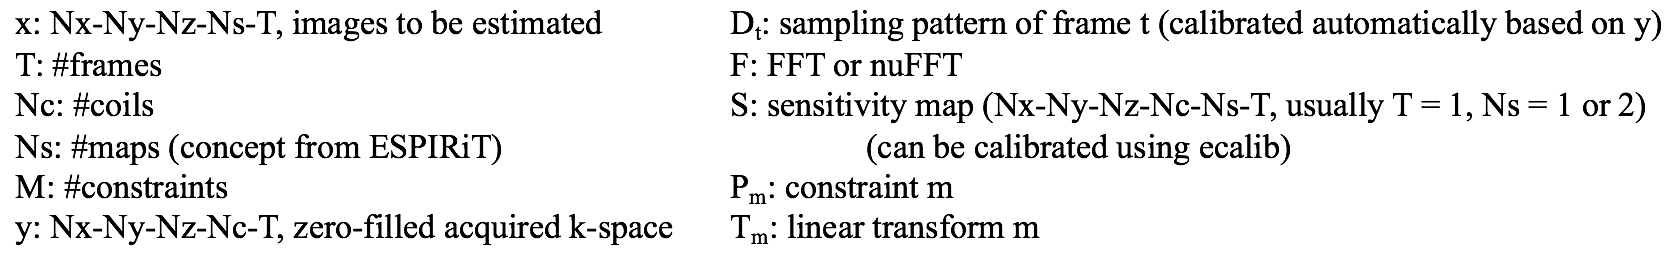 x: Nx-Ny-Nz-Ns-T, images to be estimated
T: #frames
Nc: #coils
Ns: #maps (concept from ESPIRiT)
M: #constraints
y: Nx-Ny-Nz-Nc-T, zero-filled acquired k-space
Dt: sampling pattern of frame t (calibrated automatically based on y)
F: FFT or nuFFT
S: sensitivity map (Nx-Ny-Nz-Nc-Ns-T, usually T = 1, Ns = 1 or 2)
(can be calibrated using ecalib)
Pm: constraint m
Tm: linear transform m